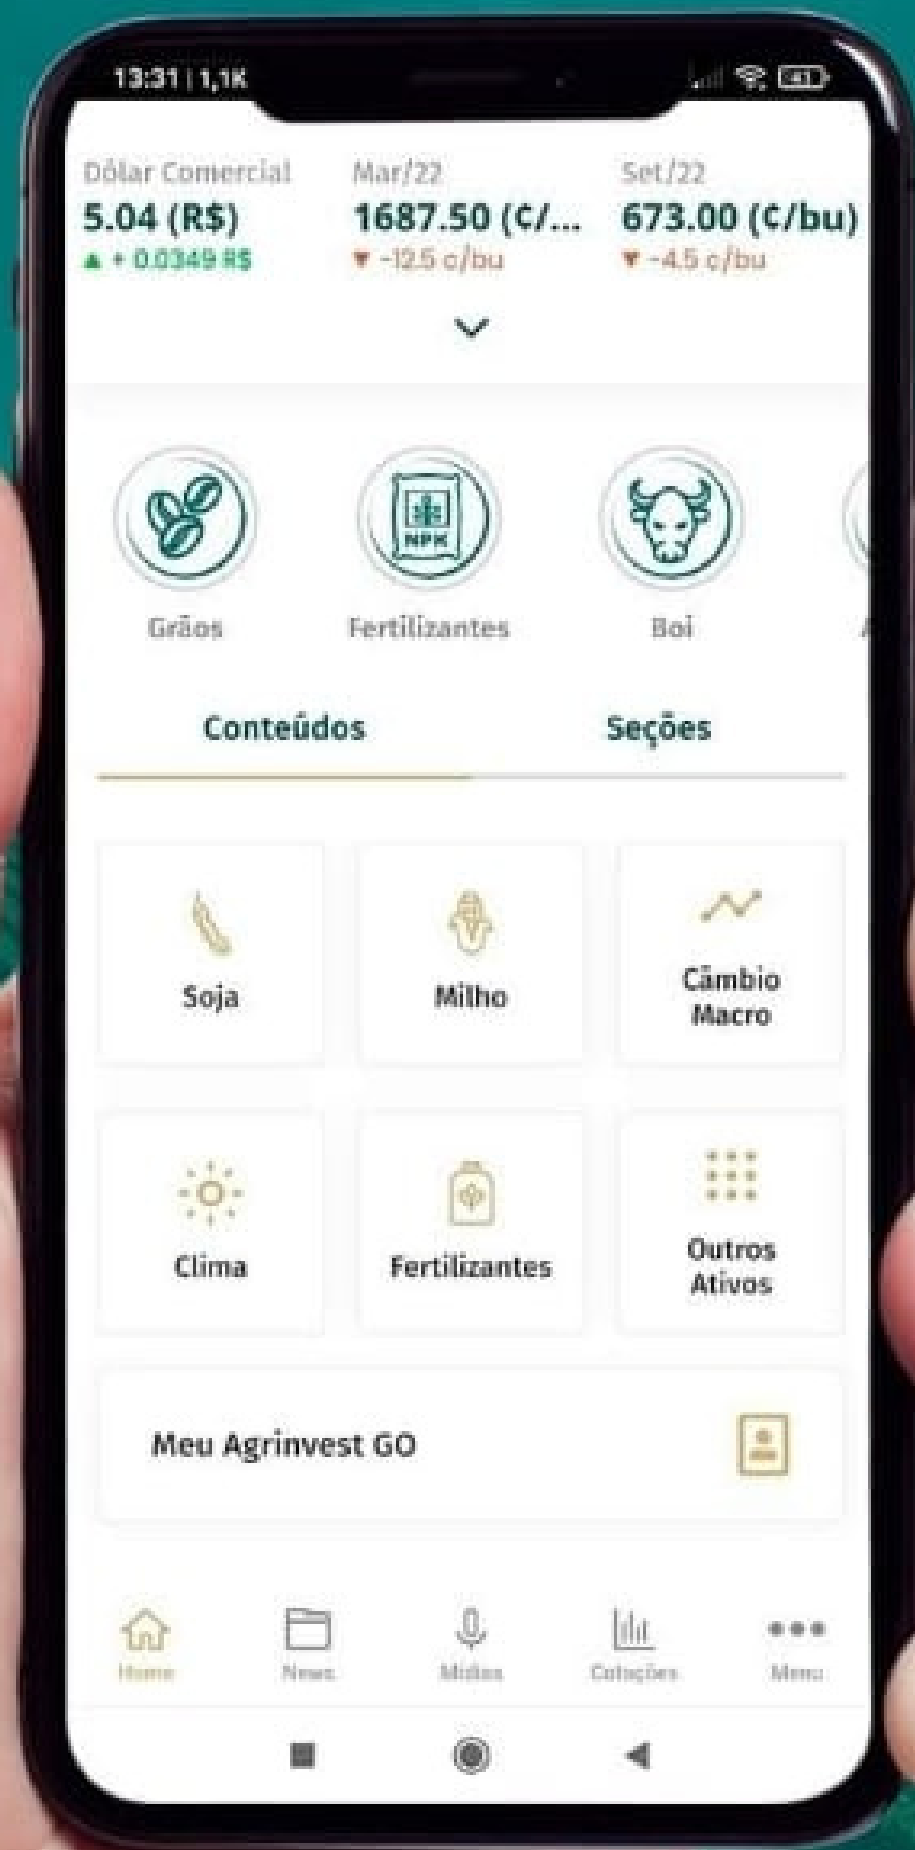 13:31 | 1,1K
41
Dólar Comercial
5.04 (R$)
▲ + 0.0349 R$
Mar/22
1687.50 (¢/...
▼ -12.5 c/bu
Set/22
673.00 (¢/bu)
▼ -4.5 c/bu
NPK
Grãos
Fertilizantes
Boi
Conteúdos
Seções
Soja
Milho
Câmbio
Macro
Clima
Fertilizantes
Outros
Ativos
Meu Agrinvest GO
Home
News
Mídias
Cotações
Menu